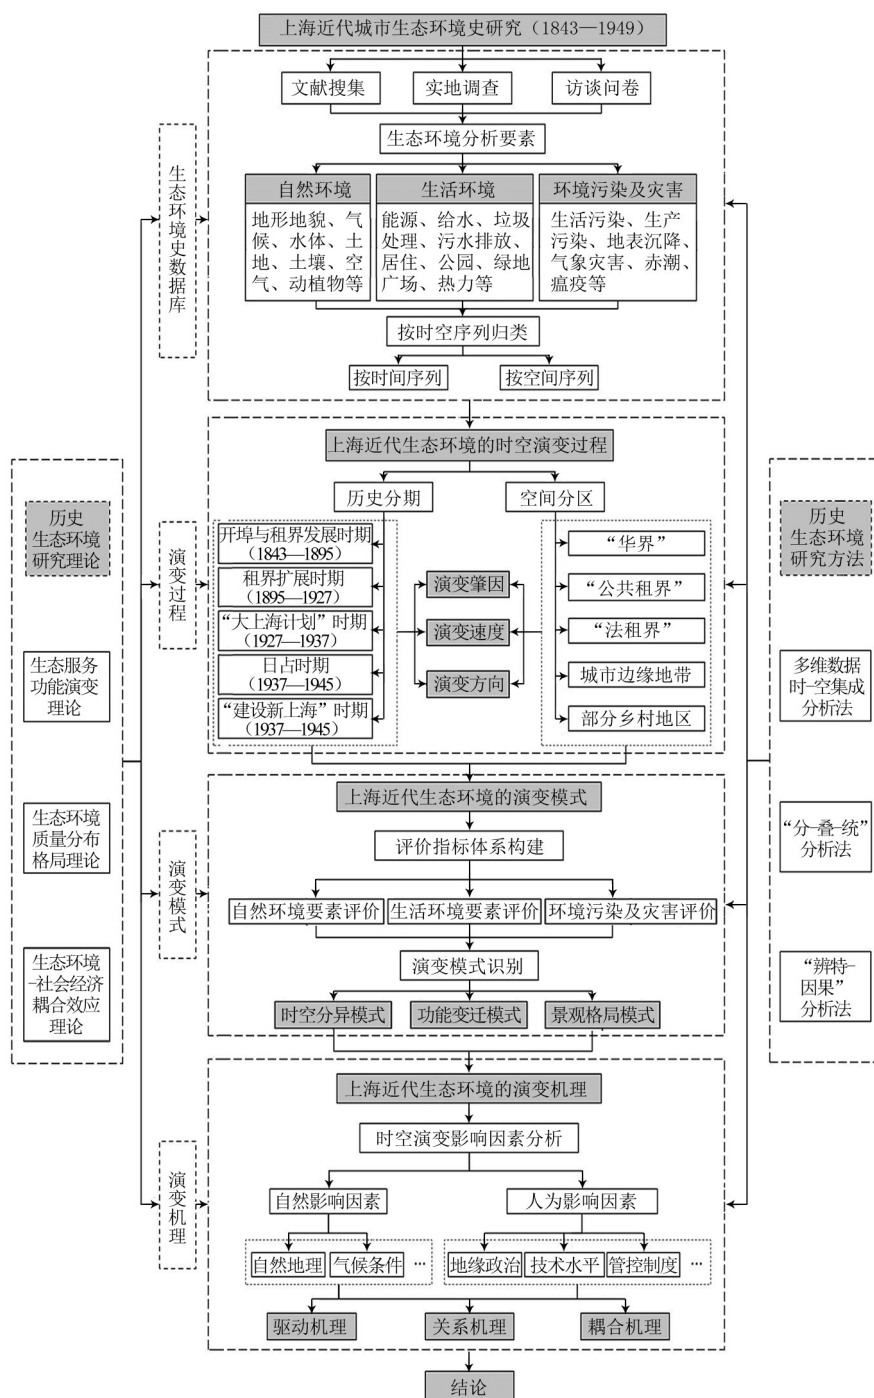 上海近代城市生态环境史研究（1843—1949）
文献搜集
实地调查
访谈问卷
生态环境分析要素
生态环境史数据库
自然环境
地形地貌、气
候、水体、土
地、土壤、空
气、动植物等
生活环境
能源、给水、垃圾
处理、污水排放、
居住、公园、绿地
广场、热力等
环境污染及灾害
生活污染、生产
污染、地表沉降、
气象灾害、赤潮、
瘟疫等
按时空序列归类
按时间序列
按空间序列
上海近代生态环境的时空演变过程
历史分期
空间分区
演变过程
开埠与租界发展时期
（1843—1895）
租界扩展时期
（1895—1927）
“大上海计划”时期
（1927—1937）
日占时期
（1937—1945）
“建设新上海”时期
（1937—1945）
演变肇因
演变速度
演变方向
“华界”
“公共租界”
“法租界”
城市边缘地带
部分乡村地区
历史
生态环境
研究理论
生态服务
功能演变
理论
生态环境
质量分布
格局理论
生态环境
-社会经济
耦合效应
理论
历史
生态环境
研究方法
多维数据
时-空集成
分析法
“分-叠-统”
分析法
“辨特-
因果”
分析法
上海近代生态环境的演变模式
评价指标体系构建
演变模式
自然环境要素评价
生活环境要素评价
环境污染及灾害评价
演变模式识别
时空分异模式
功能变迁模式
景观格局模式
上海近代生态环境的演变机理
时空演变影响因素分析
演变机理
自然影响因素
人为影响因素
自然地理
气候条件
…
地缘政治
技术水平
管控制度
…
驱动机理
关系机理
耦合机理
结论